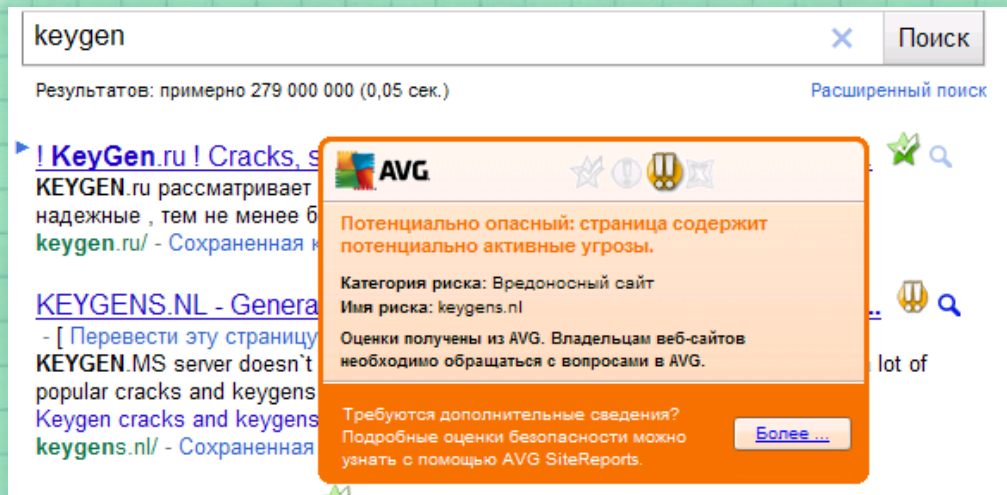 keygen
Поиск
Результатов: примерно 279 000 000 (0,05 сек.)
Расширенный поиск
! KeyGen.ru ! Cracks, s
KEYGEN.ru рассматривает
надежные , тем не менее б
keygen.ru/ - Сохраненная к
AVG
Потенциально опасный: страница содержит
потенциально активные угрозы.
Категория риска: Вредоносный сайт
Имя риска: keygens.nl
Оценки получены из AVG. Владельцам веб-сайтов
необходимо обращаться с вопросами в AVG.
Требуются дополнительные сведения?
Подробные оценки безопасности можно
узнать с помощью AVG SiteReports.
Более ...
KEYGENS.NL - Genera
..
- [ Перевести эту страницу
KEYGEN.MS server doesn`t
lot of
popular cracks and keygens
Keygen cracks and keygens
keygens.nl/ - Сохраненная